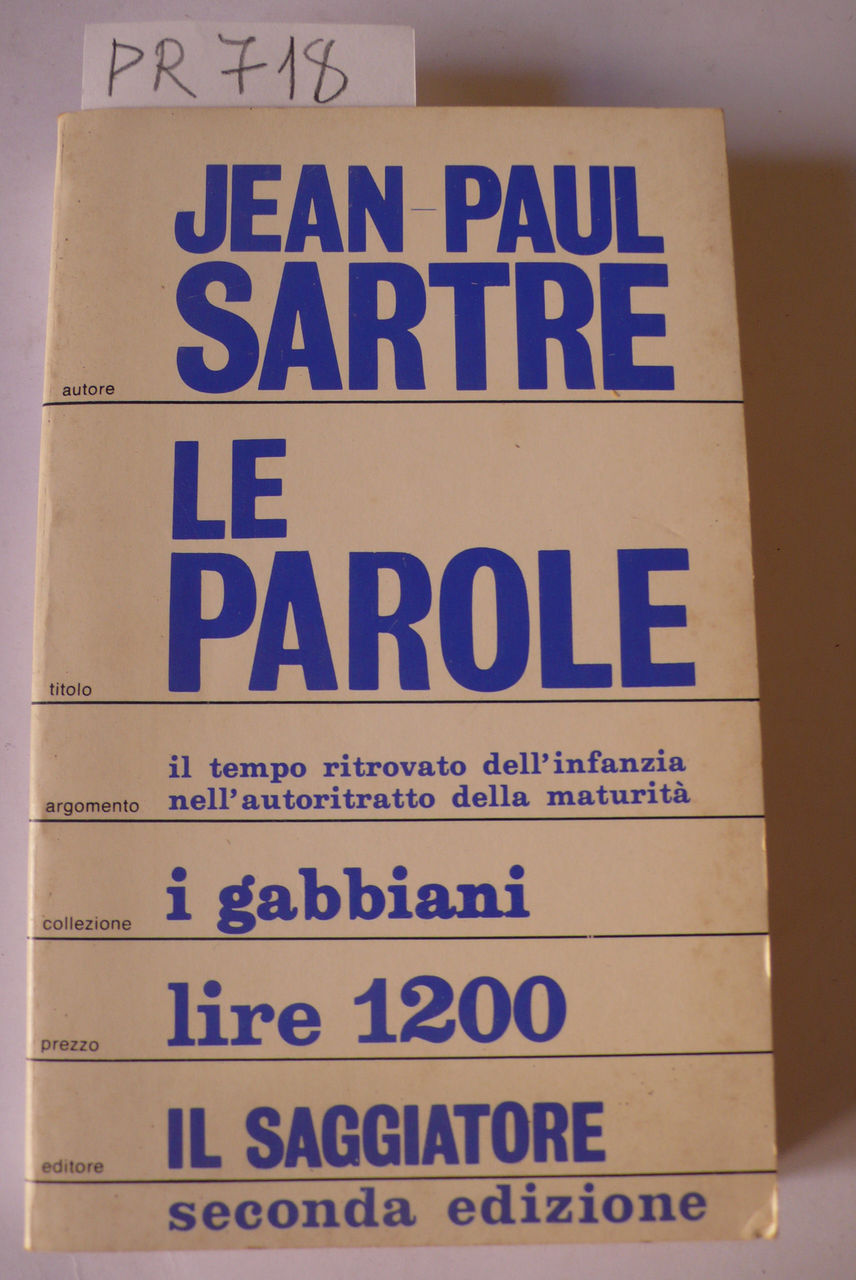 PR 718
JEAN-PAUL
SARTRE
autore
LE
PAROLE
titolo
il tempo ritrovato dell'infanzia
nell'autoritratto della maturità
argomento
i gabbiani
collezione
lire 1200
prezzo
IL SAGGIATORE
editore
seconda edizione